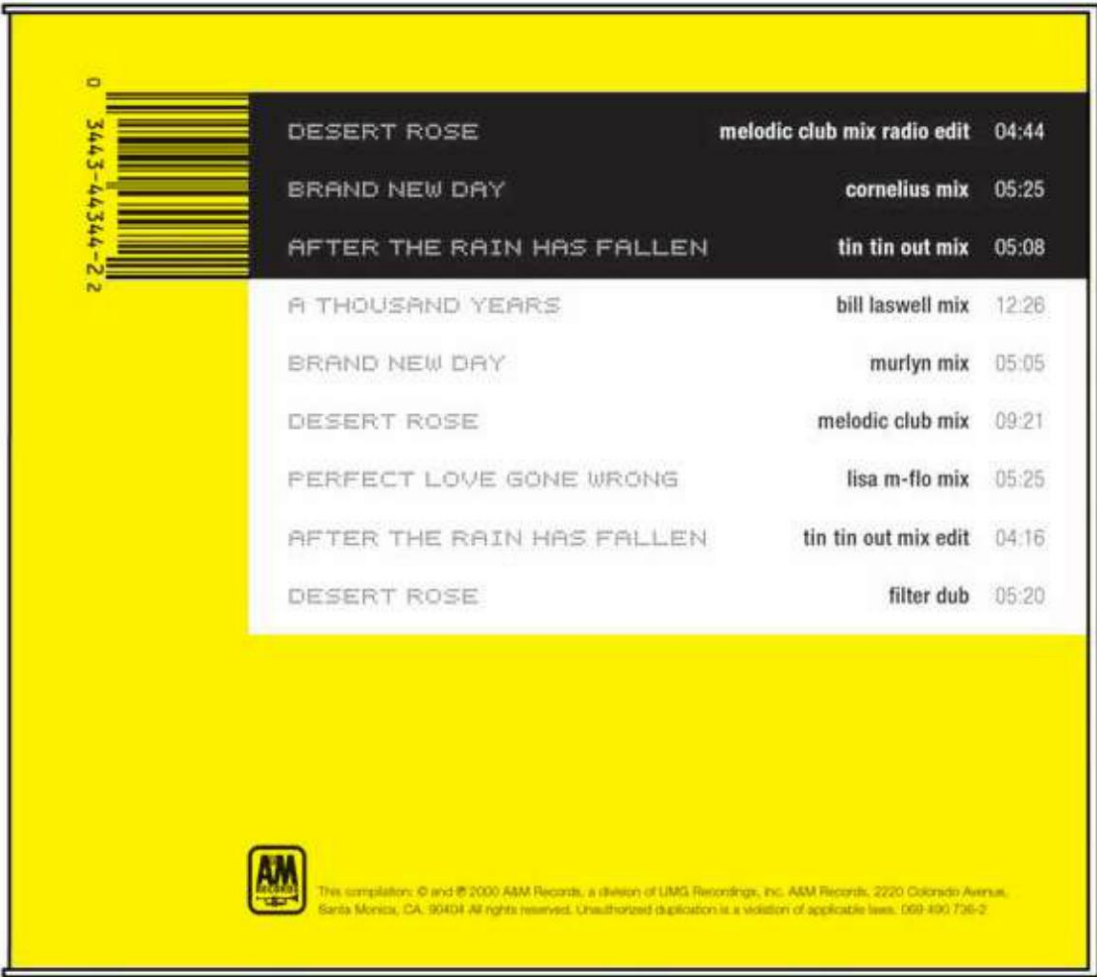 0
3443-44344-2
2
DESERT ROSE melodic club mix radio edit 04:44
BRAND NEW DAY cornelius mix 05:25
AFTER THE RAIN HAS FALLEN tin tin out mix 05:08
A THOUSAND YEARS bill laswell mix 12:26
BRAND NEW DAY murlyn mix 05:05
DESERT ROSE melodic club mix 09:21
PERFECT LOVE GONE WRONG lisa m-flo mix 05:25
AFTER THE RAIN HAS FALLEN tin tin out mix edit 04:16
DESERT ROSE filter dub 05:20
A&M
RECORDS
This compilation: © and ℗ 2000 A&M Records, a division of UMG Recordings, Inc. A&M Records, 2220 Colorado Avenue,
Santa Monica, CA. 90404 All rights reserved. Unauthorized duplication is a violation of applicable laws. 069 490 736-2